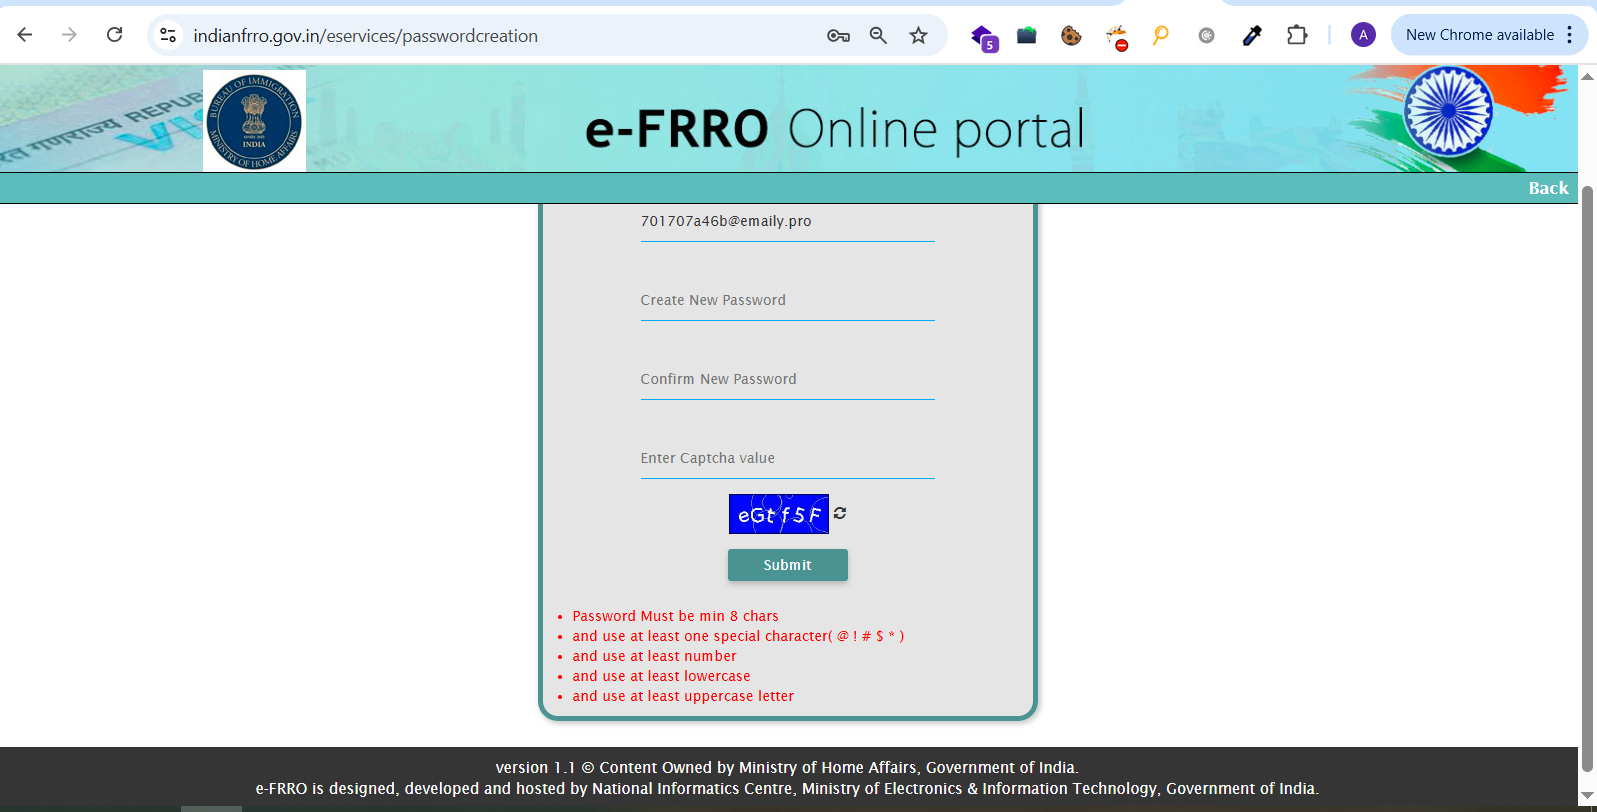 indianfrro.gov.in/eservices/passwordcreation
5
A
New Chrome available
BUREAU OF IMMIGRATION
INDIA
MINISTRY OF HOME AFFAIRS
e-FRRO Online portal
Back
701707a46b@emaily.pro
Create New Password
Confirm New Password
Enter Captcha value
eGtf5F
Submit
• Password Must be min 8 chars
• and use at least one special character( @ ! # $ * )
• and use at least number
• and use at least lowercase
• and use at least uppercase letter
version 1.1 © Content Owned by Ministry of Home Affairs, Government of India.
e-FRRO is designed, developed and hosted by National Informatics Centre, Ministry of Electronics & Information Technology, Government of India.